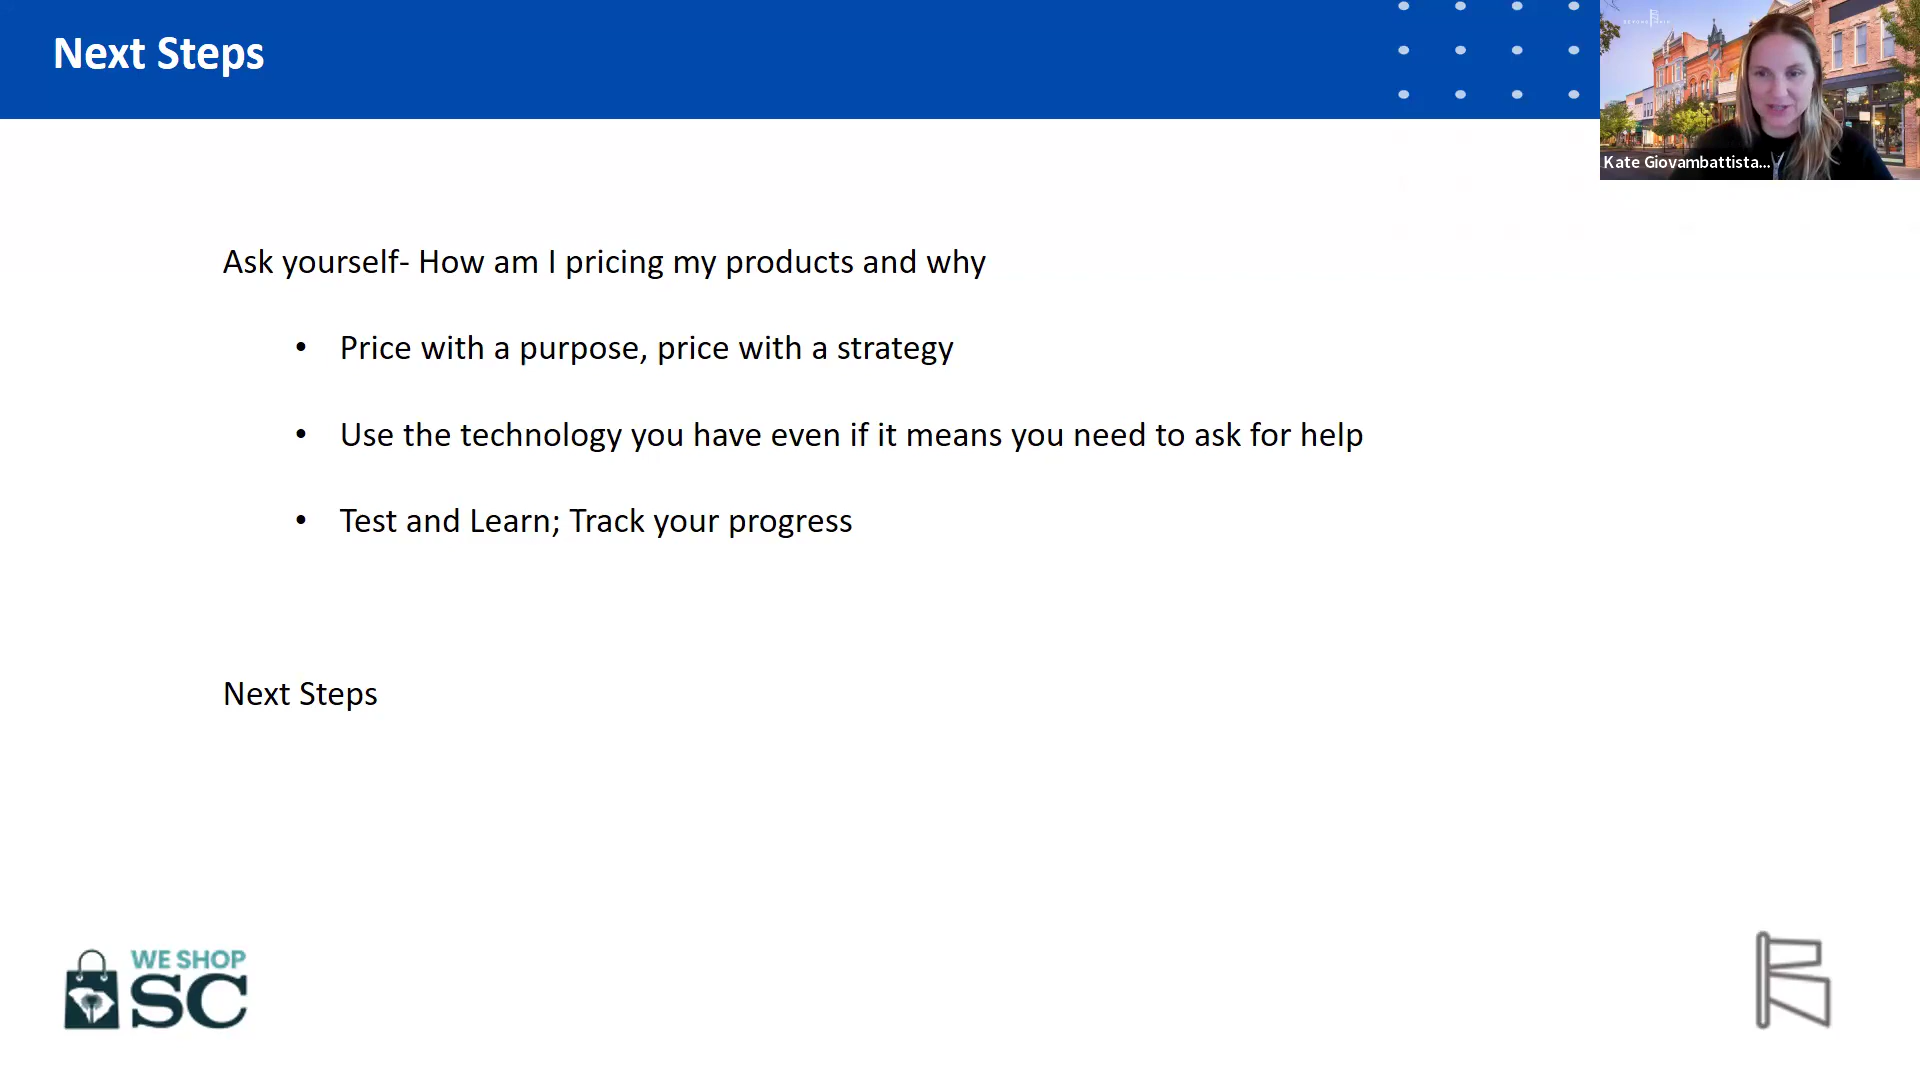 Next Steps
Kate Giovambattista...
Ask yourself- How am I pricing my products and why
• Price with a purpose, price with a strategy
• Use the technology you have even if it means you need to ask for help
• Test and Learn; Track your progress
Next Steps
WE SHOP
SC